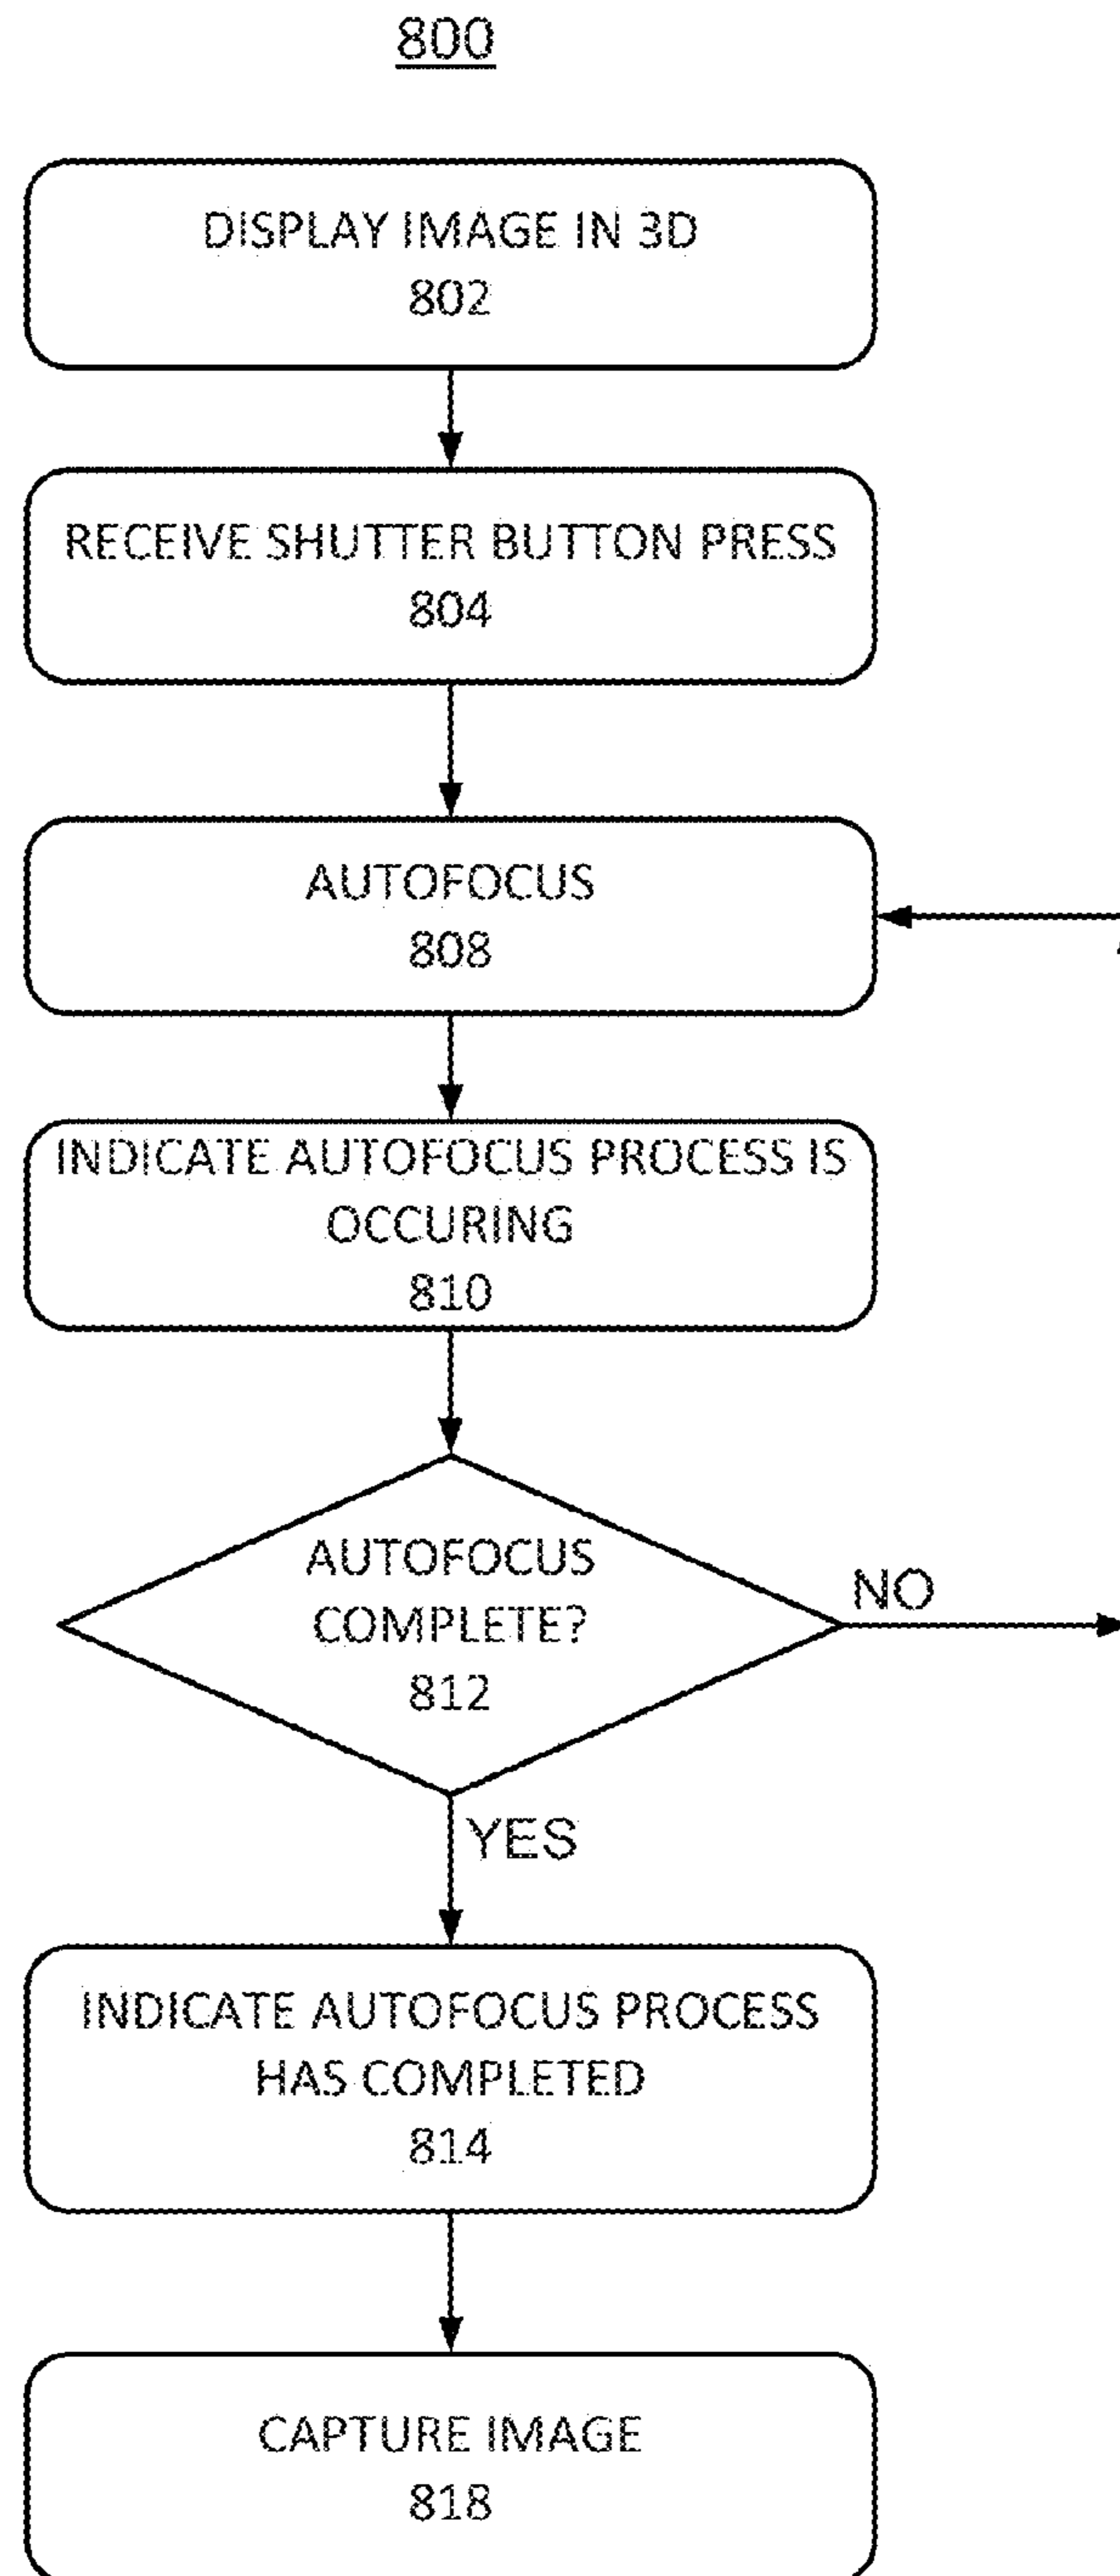 800
DISPLAY IMAGE IN 3D
802
RECEIVE SHUTTER BUTTON PRESS
804
AUTOFOCUS
808
INDICATE AUTOFOCUS PROCESS IS
OCCURING
810
AUTOFOCUS
COMPLETE?
812
NO
YES
INDICATE AUTOFOCUS PROCESS
HAS COMPLETED
814
CAPTURE IMAGE
818